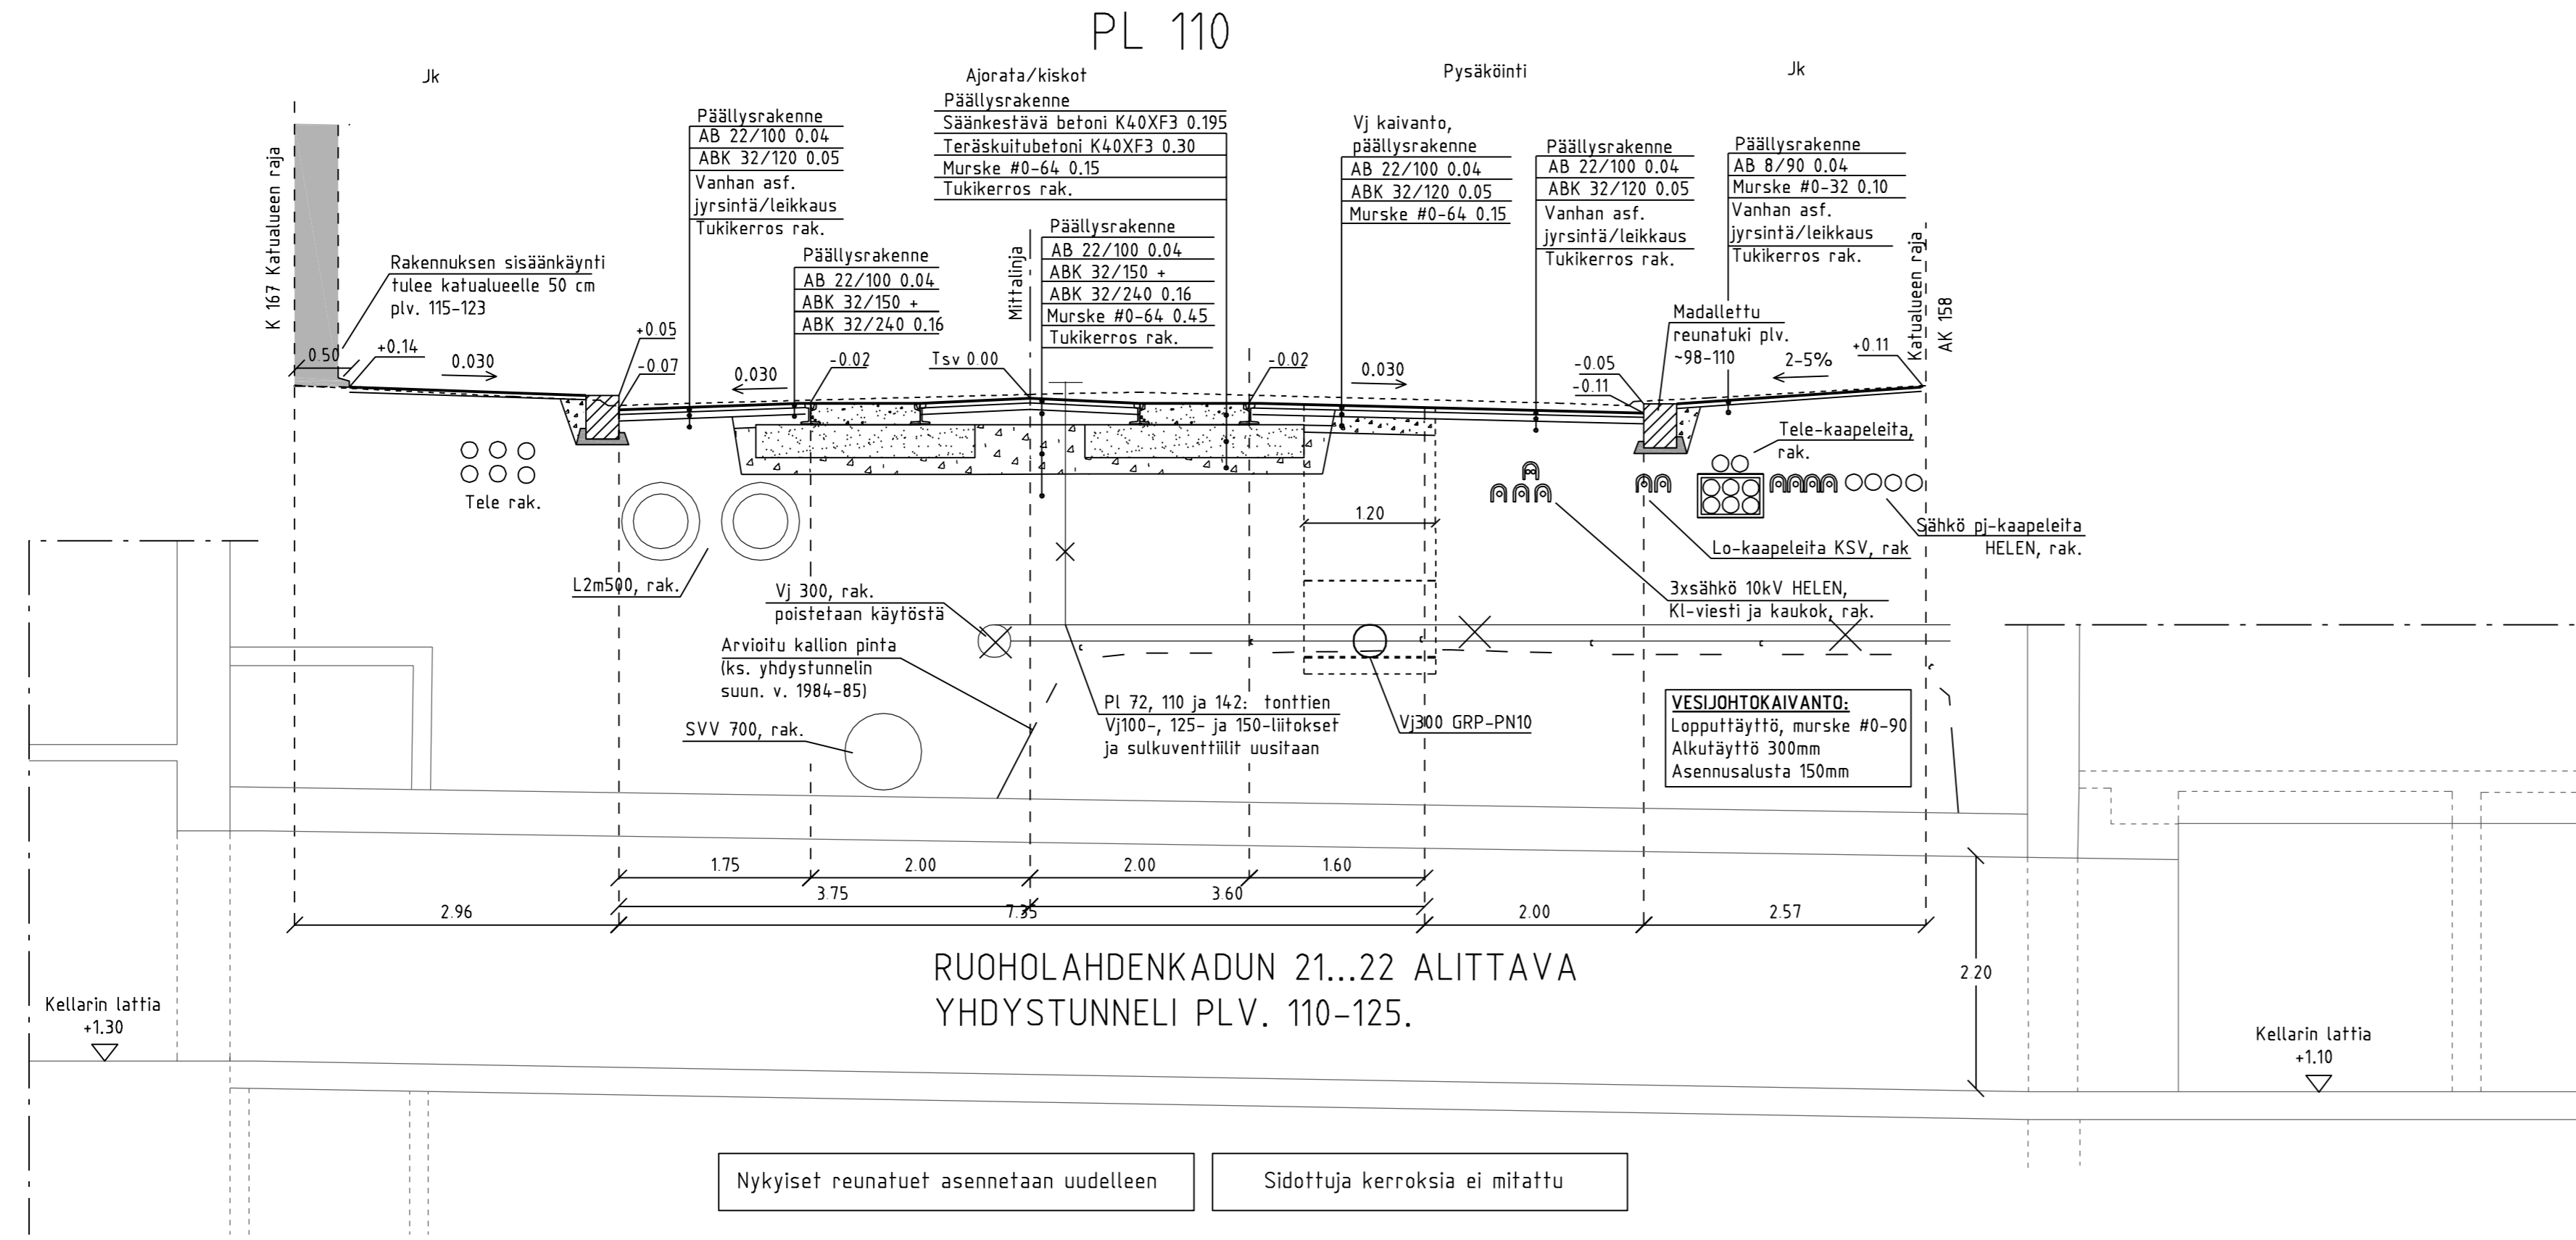 PL 110
Jk
Ajorata/kiskot
Pysäköinti
Jk
K 167 Katualueen raja
Rakennuksen sisäänkäynti
tulee katualueelle 50 cm
plv. 115-123
0.50
+0.14
0.030
+0.05
-0.07
Päällysrakenne
AB 22/100 0.04
ABK 32/120 0.05
Vanhan asf.
jyrsintä/leikkaus
Tukikerros rak.
Päällysrakenne
AB 22/100 0.04
ABK 32/150 +
ABK 32/240 0.16
0.030
-0.02
Päällysrakenne
Säänkestävä betoni K40XF3 0.195
Teräskuitubetoni K40XF3 0.30
Murske #0-64 0.15
Tukikerros rak.
Mittalinja
Päällysrakenne
AB 22/100 0.04
ABK 32/150 +
ABK 32/240 0.16
Murske #0-64 0.45
Tukikerros rak.
Tsv 0.00
-0.02
Vj kaivanto,
päällysrakenne
AB 22/100 0.04
ABK 32/120 0.05
Murske #0-64 0.15
0.030
Päällysrakenne
AB 22/100 0.04
ABK 32/120 0.05
Vanhan asf.
jyrsintä/leikkaus
Tukikerros rak.
-0.05
-0.11
Päällysrakenne
AB 8/90 0.04
Murske #0-32 0.10
Vanhan asf.
jyrsintä/leikkaus
Tukikerros rak.
Madallettu
reunatuki plv.
~98-110
2-5%
+0.11
Katualueen raja
AK 158
Tele rak.
L2m500, rak.
Vj 300, rak.
poistetaan käytöstä
Arvioitu kallion pinta
(ks. yhdystunnelin
suun. v. 1984-85)
SVV 700, rak.
1.20
Pl 72, 110 ja 142: tonttien
Vj100-, 125- ja 150-liitokset
ja sulkuventtiilit uusitaan
Vj300 GRP-PN10
Tele-kaapeleita,
rak.
Sähkö pj-kaapeleita
HELEN, rak.
Lo-kaapeleita KSV, rak
3xsähkö 10kV HELEN,
Kl-viesti ja kaukok, rak.
VESIJOHTOKAIVANTO:
Lopputtäyttö, murske #0-90
Alkutäyttö 300mm
Asennusalusta 150mm
1.75
2.00
2.00
1.60
3.75
3.60
2.96
7.35
2.00
2.57
2.20
RUOHOLAHDENKADUN 21...22 ALITTAVA
YHDYSTUNNELI PLV. 110-125.
Kellarin lattia
+1.30
Kellarin lattia
+1.10
Nykyiset reunatuet asennetaan uudelleen
Sidottuja kerroksia ei mitattu